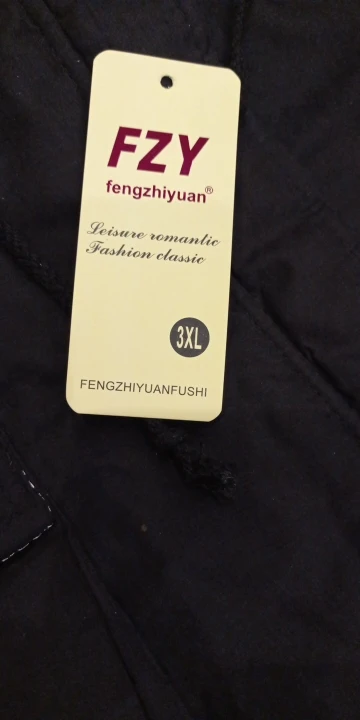 FZY
fengzhiyuan®
Leisure romantic
Fashion classic
3XL
FENGZHIYUANFUSHI